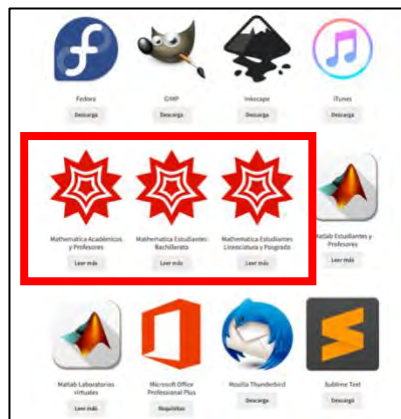 Fedora
GIMP
Inkscape
iTunes
Descarga
Descarga
Descarga
Descarga
Mathematica Académicos
y Profesores
Leer más
Mathematica Estudiantes
Bachillerato
Leer más
Mathematica Estudiantes
Licenciatura y Posgrado
Leer más
Matlab Estudiantes y
Profesores
Leer más
Matlab Laboratorios
virtuales
Leer más
Microsoft Office
Professional Plus
Requisitos
Mozilla Thunderbird
Descarga
Sublime Text
Descarga